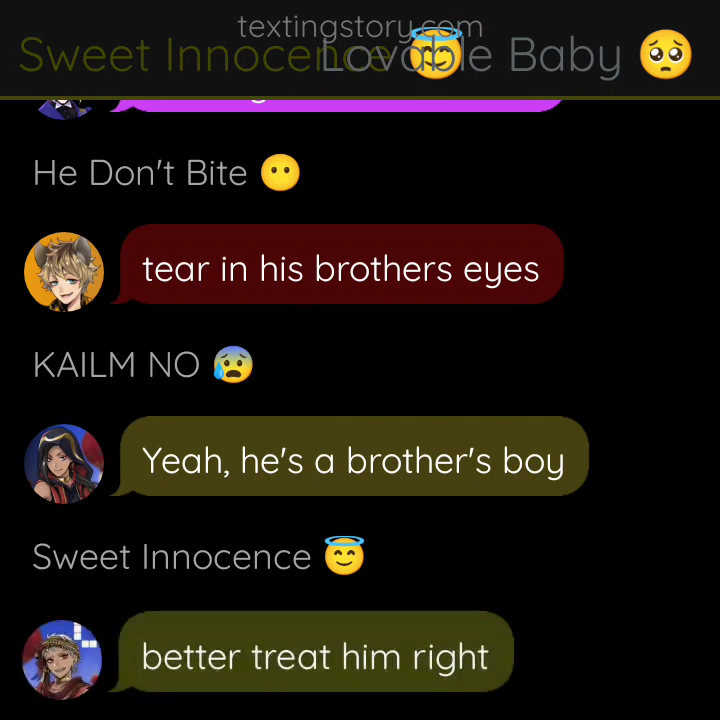 textingstory.com
Sweet Innocence 😇
Lovable Baby 🥺
He Don't Bite 😶
tear in his brothers eyes
KAILM NO 😰
Yeah, he's a brother's boy
Sweet Innocence 😇
better treat him right